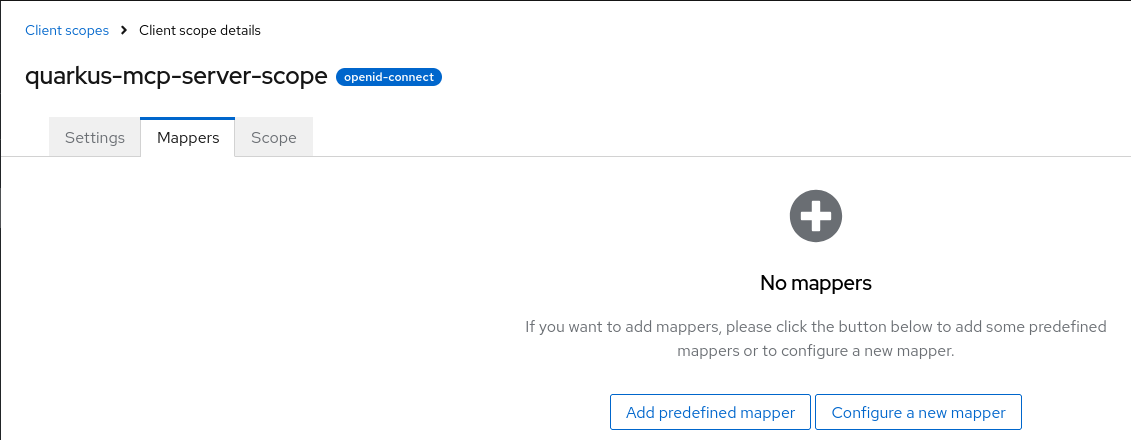 Client scopes > Client scope details
quarkus-mcp-server-scope openid-connect
Settings Mappers Scope
No mappers
If you want to add mappers, please click the button below to add some predefined
mappers or to configure a new mapper.
Add predefined mapper Configure a new mapper